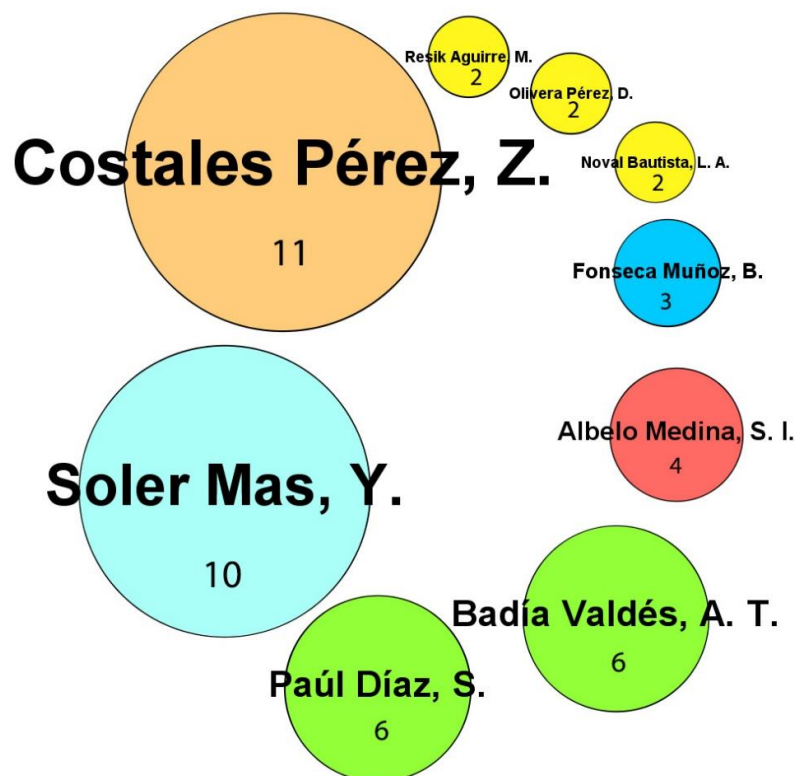 Resik Aguirre, M.
2
Olivera Pérez, D.
2
Costales Pérez, Z.
11
Noval Bautista, L. A.
2
Fonseca Muñoz, B.
3
Albelo Medina, S. I.
4
Soler Mas, Y.
10
Badía Valdés, A. T.
6
Paúl Díaz, S.
6